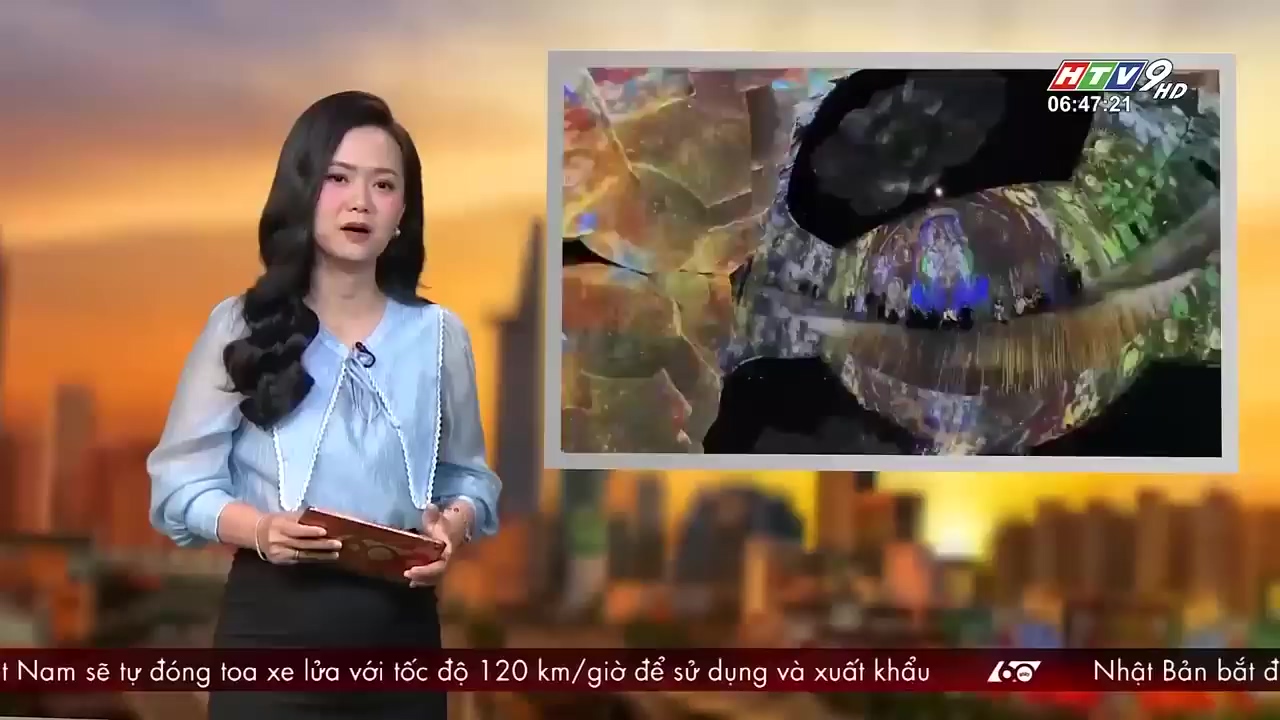 HTV9 HD
06:47:21
t Nam sẽ tự đóng toa xe lửa với tốc độ 120 km/giờ để sử dụng và xuất khẩu 60 Nhật Bản bắt đ